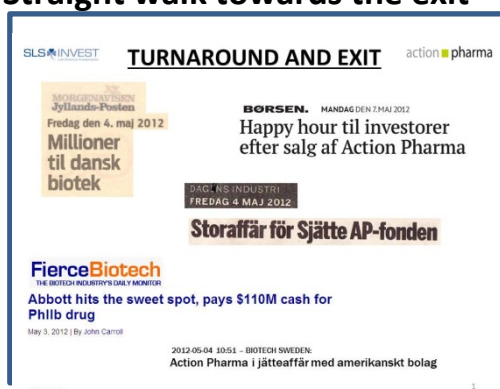 Straight walk towards the exit
SLS INVEST
TURNAROUND AND EXIT
action pharma
MORGENAVISEN
Jyllands-Posten
Fredag den 4. maj 2012
Millioner
til dansk
biotek
BØRSEN. MANDAG DEN 7. MAJ 2012
Happy hour til investorer
efter salg af Action Pharma
DAGENS INDUSTRI
FREDAG 4 MAJ 2012
Storaffär för Sjätte AP-fonden
FierceBiotech
THE BIOTECH INDUSTRY'S DAILY MONITOR
Abbott hits the sweet spot, pays $110M cash for
PhIIb drug
May 3, 2012 | By John Carroll
2012-05-04 10:51 – BIOTECH SWEDEN:
Action Pharma i jätteaffär med amerikanskt bolag
1